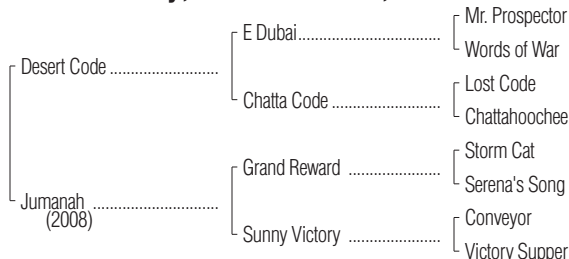 Mr. Prospector
E Dubai
Words of War
Desert Code
Lost Code
Chatta Code
Chattahoochee
Storm Cat
Grand Reward
Serena's Song
Jumanah
(2008)
Conveyor
Sunny Victory
Victory Supper